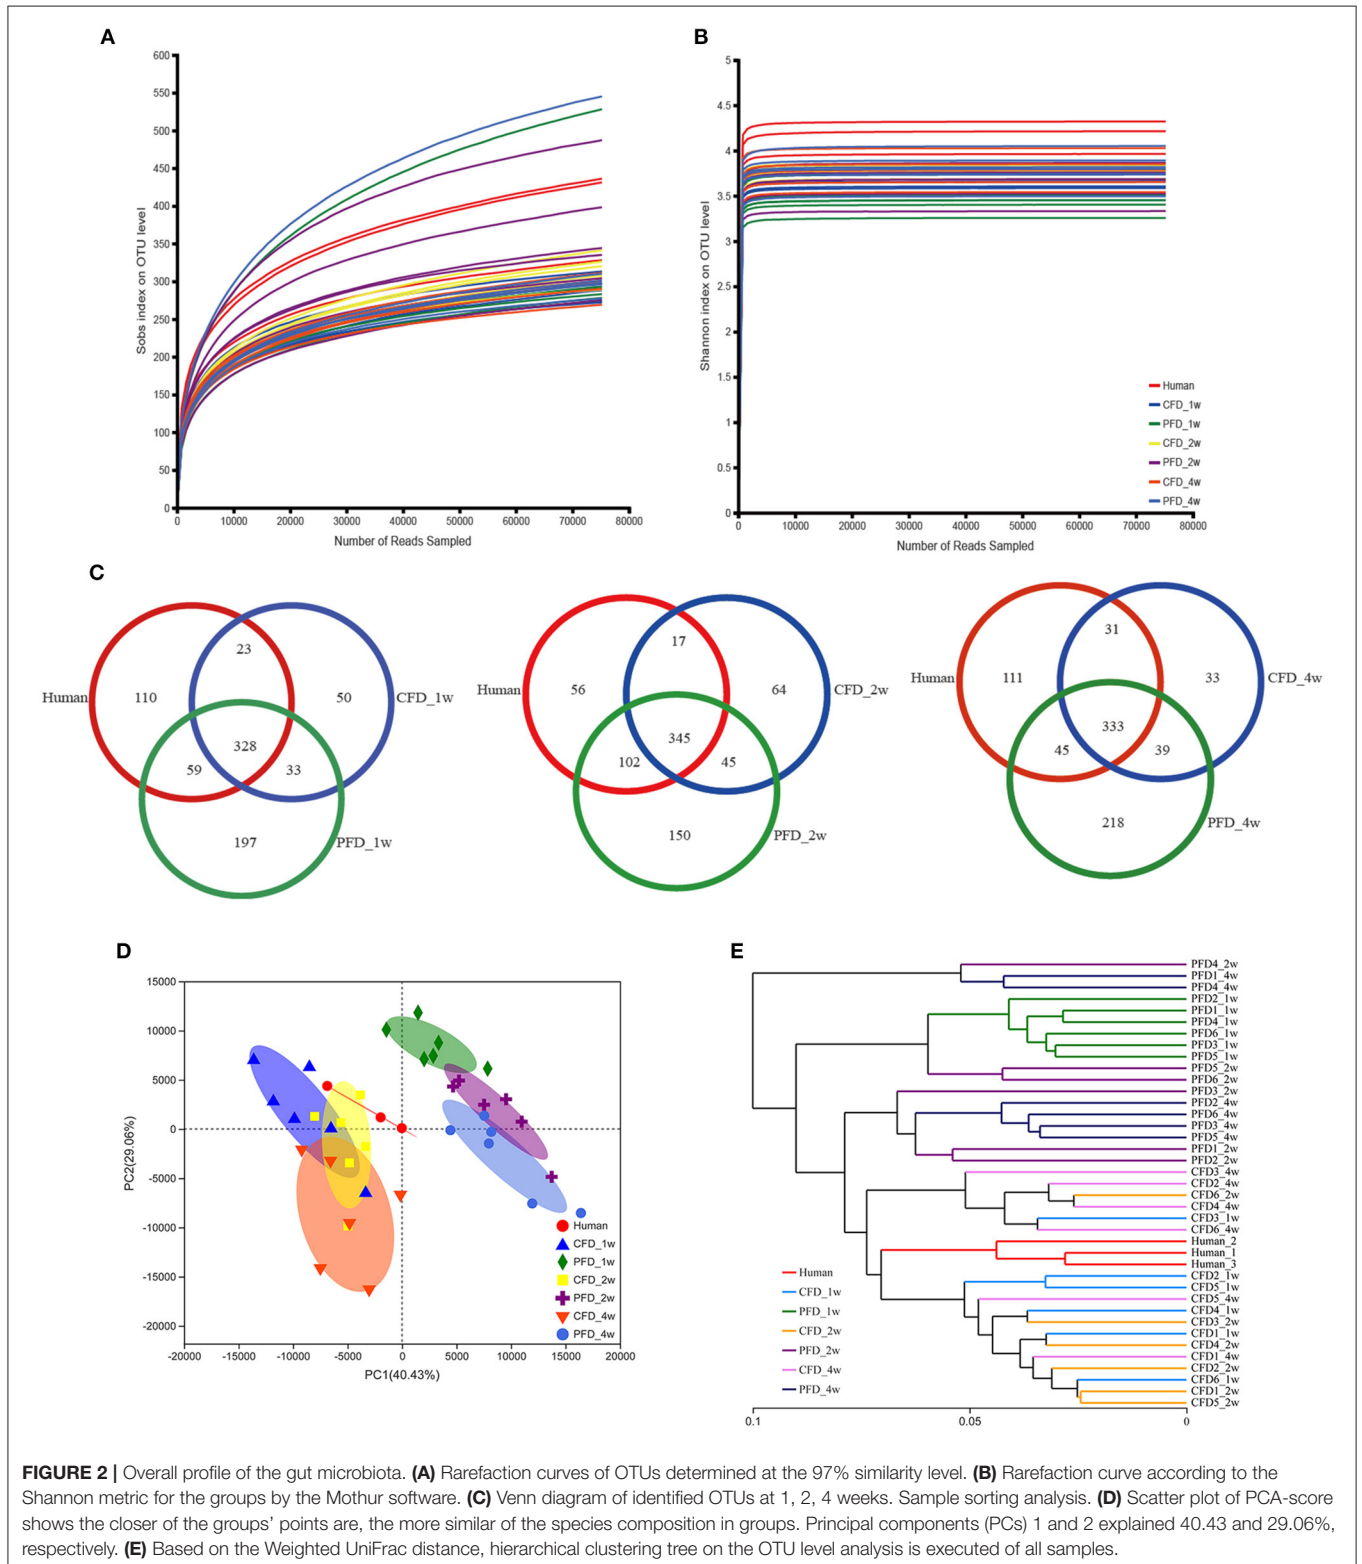 A
600
550
500
450
400
350
300
250
200
150
100
50
0
Sobs index on OTU level
0 10000 20000 30000 40000 50000 60000 70000 80000
Number of Reads Sampled
B
5
4.5
4
3.5
3
2.5
2
1.5
1
0.5
0
Shannon index on OTU level
0 10000 20000 30000 40000 50000 60000 70000 80000
Number of Reads Sampled
Human
CFD_1w
PFD_1w
CFD_2w
PFD_2w
CFD_4w
PFD_4w
C
23
Human 110 50 CFD_1w
328
59 33
197
PFD_1w
17
Human 56 64 CFD_2w
345
102 45
150
PFD_2w
31
Human 111 33 CFD_4w
333
45 39
218
PFD_4w
D
15000
10000
5000
0
-5000
-10000
-15000
-20000
PC2(29.06%)
-20000 -15000 -10000 -5000 0 5000 10000 15000 20000
PC1(40.43%)
Human
CFD_1w
PFD_1w
CFD_2w
PFD_2w
CFD_4w
PFD_4w
E
PFD4_2w
PFD1_4w
PFD4_4w
PFD2_1w
PFD1_1w
PFD4_1w
PFD6_1w
PFD3_1w
PFD5_1w
PFD5_2w
PFD6_2w
PFD3_2w
PFD2_4w
PFD6_4w
PFD3_4w
PFD5_4w
PFD1_2w
PFD2_2w
CFD3_4w
CFD2_4w
CFD6_2w
CFD4_4w
CFD3_1w
CFD6_4w
Human_2
Human_1
Human_3
CFD2_1w
CFD5_1w
CFD5_4w
CFD4_1w
CFD3_2w
CFD1_1w
CFD4_2w
CFD1_4w
CFD2_2w
CFD6_1w
CFD1_2w
CFD5_2w
Human
CFD_1w
PFD_1w
CFD_2w
PFD_2w
CFD_4w
PFD_4w
0.1 0.05 0
FIGURE 2 | Overall profile of the gut microbiota. (A) Rarefaction curves of OTUs determined at the 97% similarity level. (B) Rarefaction curve according to the
Shannon metric for the groups by the Mothur software. (C) Venn diagram of identified OTUs at 1, 2, 4 weeks. Sample sorting analysis. (D) Scatter plot of PCA-score
shows the closer of the groups' points are, the more similar of the species composition in groups. Principal components (PCs) 1 and 2 explained 40.43 and 29.06%,
respectively. (E) Based on the Weighted UniFrac distance, hierarchical clustering tree on the OTU level analysis is executed of all samples.